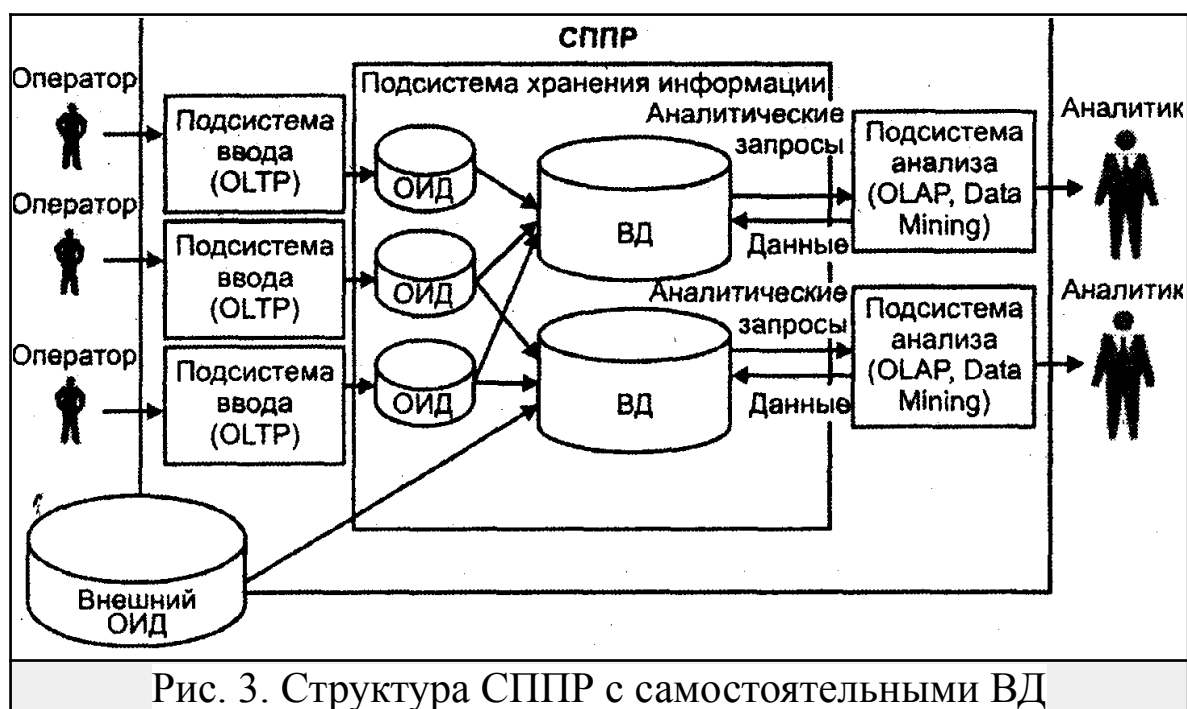 СППР
Оператор
Подсистема
ввода
(OLTP)
Оператор
Подсистема
ввода
(OLTP)
Оператор
Подсистема
ввода
(OLTP)
Подсистема хранения информации
ОИД
ОИД
ОИД
ВД
ВД
Аналитические
запросы
Данные
Аналитические
запросы
Данные
Подсистема
анализа
(OLAP, Data
Mining)
Подсистема
анализа
(OLAP, Data
Mining)
Аналитик
Аналитик
Внешний
ОИД
Рис. 3. Структура СППР с самостоятельными ВД